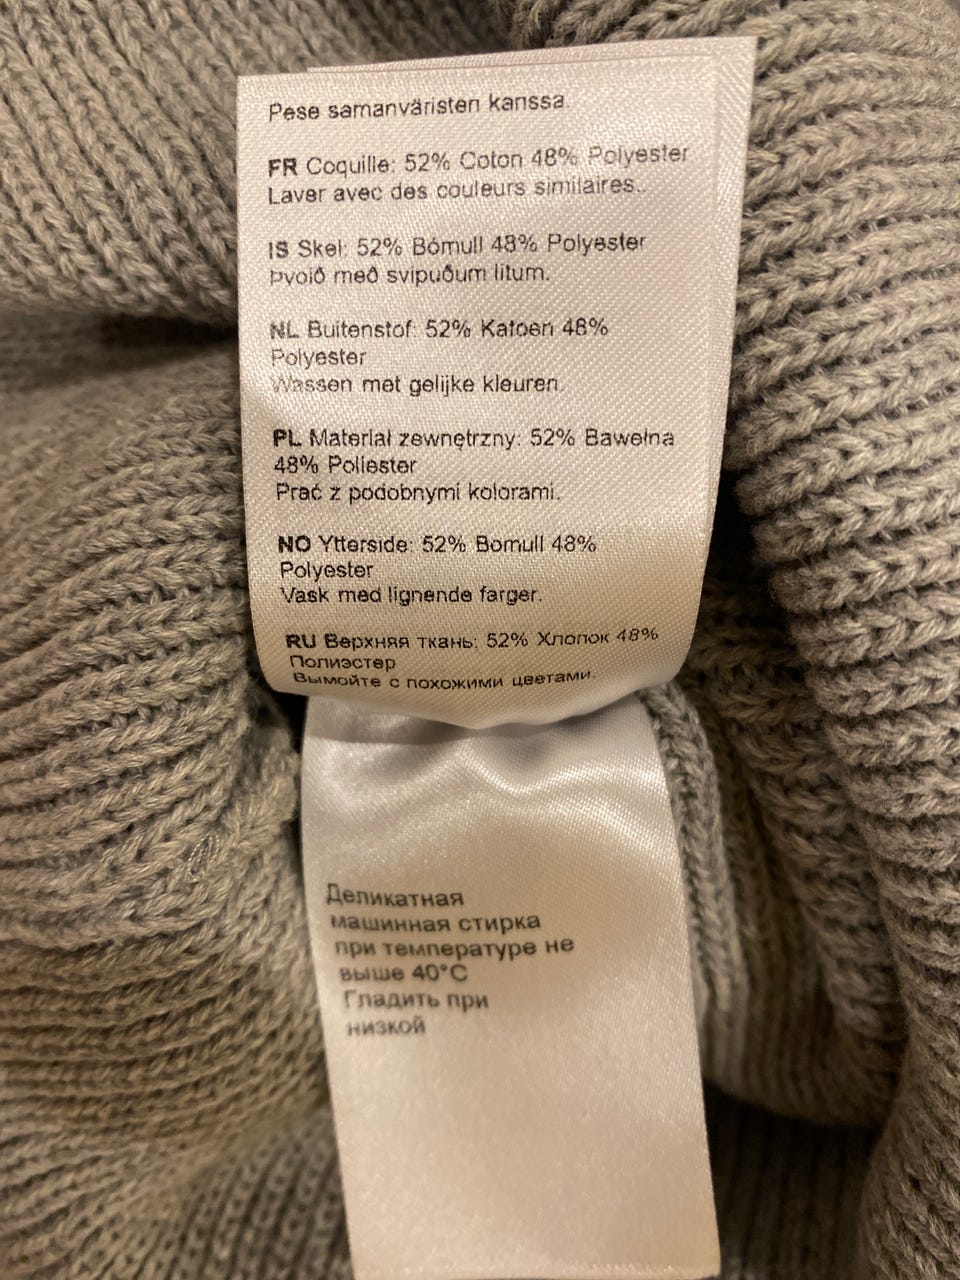 Pese samanväristen kanssa.
FR Coquille: 52% Coton 48% Polyester
Laver avec des couleurs similaires..
IS Skel: 52% Bómull 48% Polyester
Þvoið með svipuðum litum.
NL Buitenstof: 52% Katoen 48%
Polyester
Wassen met gelijke kleuren.
PL Materiał zewnętrzny: 52% Bawełna
48% Poliester
Prać z podobnymi kolorami.
NO Ytterside: 52% Bomull 48%
Polyester
Vask med lignende farger.
RU Верхняя ткань: 52% Хлопок 48%
Полиэстер
Вымойте с похожими цветами.
Деликатная
машинная стирка
при температуре не
выше 40°C
Гладить при
низкой